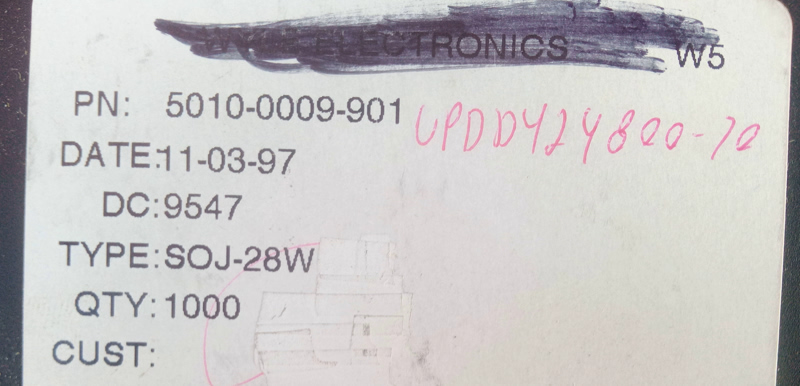 ELECTRONICS
W5
PN: 5010-0009-901 UPDD424800-70
DATE:11-03-97
DC:9547
TYPE:SOJ-28W
QTY:1000
CUST: